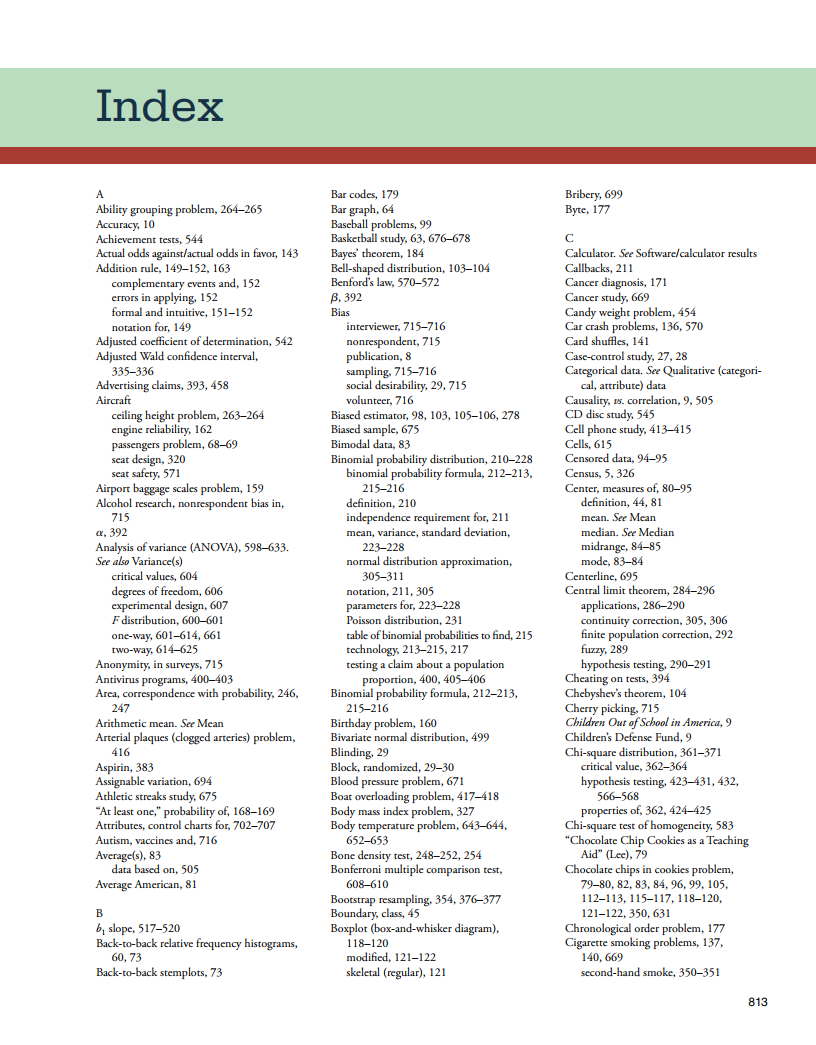 Index
A
Ability grouping problem, 264–265
Accuracy, 10
Achievement tests, 544
Actual odds against/actual odds in favor, 143
Addition rule, 149–152, 163
complementary events and, 152
errors in applying, 152
formal and intuitive, 151–152
notation for, 149
Adjusted coefficient of determination, 542
Adjusted Wald confidence interval,
335–336
Advertising claims, 393, 458
Aircraft
ceiling height problem, 263–264
engine reliability, 162
passengers problem, 68–69
seat design, 320
seat safety, 571
Airport baggage scales problem, 159
Alcohol research, nonrespondent bias in,
715
α, 392
Analysis of variance (ANOVA), 598–633.
See also Variance(s)
critical values, 604
degrees of freedom, 606
experimental design, 607
F distribution, 600–601
one-way, 601–614, 661
two-way, 614–625
Anonymity, in surveys, 715
Antivirus programs, 400–403
Area, correspondence with probability, 246,
247
Arithmetic mean. See Mean
Arterial plaques (clogged arteries) problem,
416
Aspirin, 383
Assignable variation, 694
Athletic streaks study, 675
“At least one,” probability of, 168–169
Attributes, control charts for, 702–707
Autism, vaccines and, 716
Average(s), 83
data based on, 505
Average American, 81
B
b₁ slope, 517–520
Back-to-back relative frequency histograms,
60, 73
Back-to-back stemplots, 73
Bar codes, 179
Bar graph, 64
Baseball problems, 99
Basketball study, 63, 676–678
Bayes’ theorem, 184
Bell-shaped distribution, 103–104
Benford’s law, 570–572
β, 392
Bias
interviewer, 715–716
nonrespondent, 715
publication, 8
sampling, 715–716
social desirability, 29, 715
volunteer, 716
Biased estimator, 98, 103, 105–106, 278
Biased sample, 675
Bimodal data, 83
Binomial probability distribution, 210–228
binomial probability formula, 212–213,
215–216
definition, 210
independence requirement for, 211
mean, variance, standard deviation,
223–228
normal distribution approximation,
305–311
notation, 211, 305
parameters for, 223–228
Poisson distribution, 231
table of binomial probabilities to find, 215
technology, 213–215, 217
testing a claim about a population
proportion, 400, 405–406
Binomial probability formula, 212–213,
215–216
Birthday problem, 160
Bivariate normal distribution, 499
Blinding, 29
Block, randomized, 29–30
Blood pressure problem, 671
Boat overloading problem, 417–418
Body mass index problem, 327
Body temperature problem, 643–644,
652–653
Bone density test, 248–252, 254
Bonferroni multiple comparison test,
608–610
Bootstrap resampling, 354, 376–377
Boundary, class, 45
Boxplot (box-and-whisker diagram),
118–120
modified, 121–122
skeletal (regular), 121
Bribery, 699
Byte, 177
C
Calculator. See Software/calculator results
Callbacks, 211
Cancer diagnosis, 171
Cancer study, 669
Candy weight problem, 454
Car crash problems, 136, 570
Card shuffles, 141
Case-control study, 27, 28
Categorical data. See Qualitative (categori-
cal, attribute) data
Causality, vs. correlation, 9, 505
CD disc study, 545
Cell phone study, 413–415
Cells, 615
Censored data, 94–95
Census, 5, 326
Center, measures of, 80–95
definition, 44, 81
mean. See Mean
median. See Median
midrange, 84–85
mode, 83–84
Centerline, 695
Central limit theorem, 284–296
applications, 286–290
continuity correction, 305, 306
finite population correction, 292
fuzzy, 289
hypothesis testing, 290–291
Cheating on tests, 394
Chebyshev’s theorem, 104
Cherry picking, 715
Children Out of School in America, 9
Children’s Defense Fund, 9
Chi-square distribution, 361–371
critical value, 362–364
hypothesis testing, 423–431, 432,
566–568
properties of, 362, 424–425
Chi-square test of homogeneity, 583
“Chocolate Chip Cookies as a Teaching
Aid” (Lee), 79
Chocolate chips in cookies problem,
79–80, 82, 83, 84, 96, 99, 105,
112–113, 115–117, 118–120,
121–122, 350, 631
Chronological order problem, 177
Cigarette smoking problems, 137,
140, 669
second-hand smoke, 350–351
813